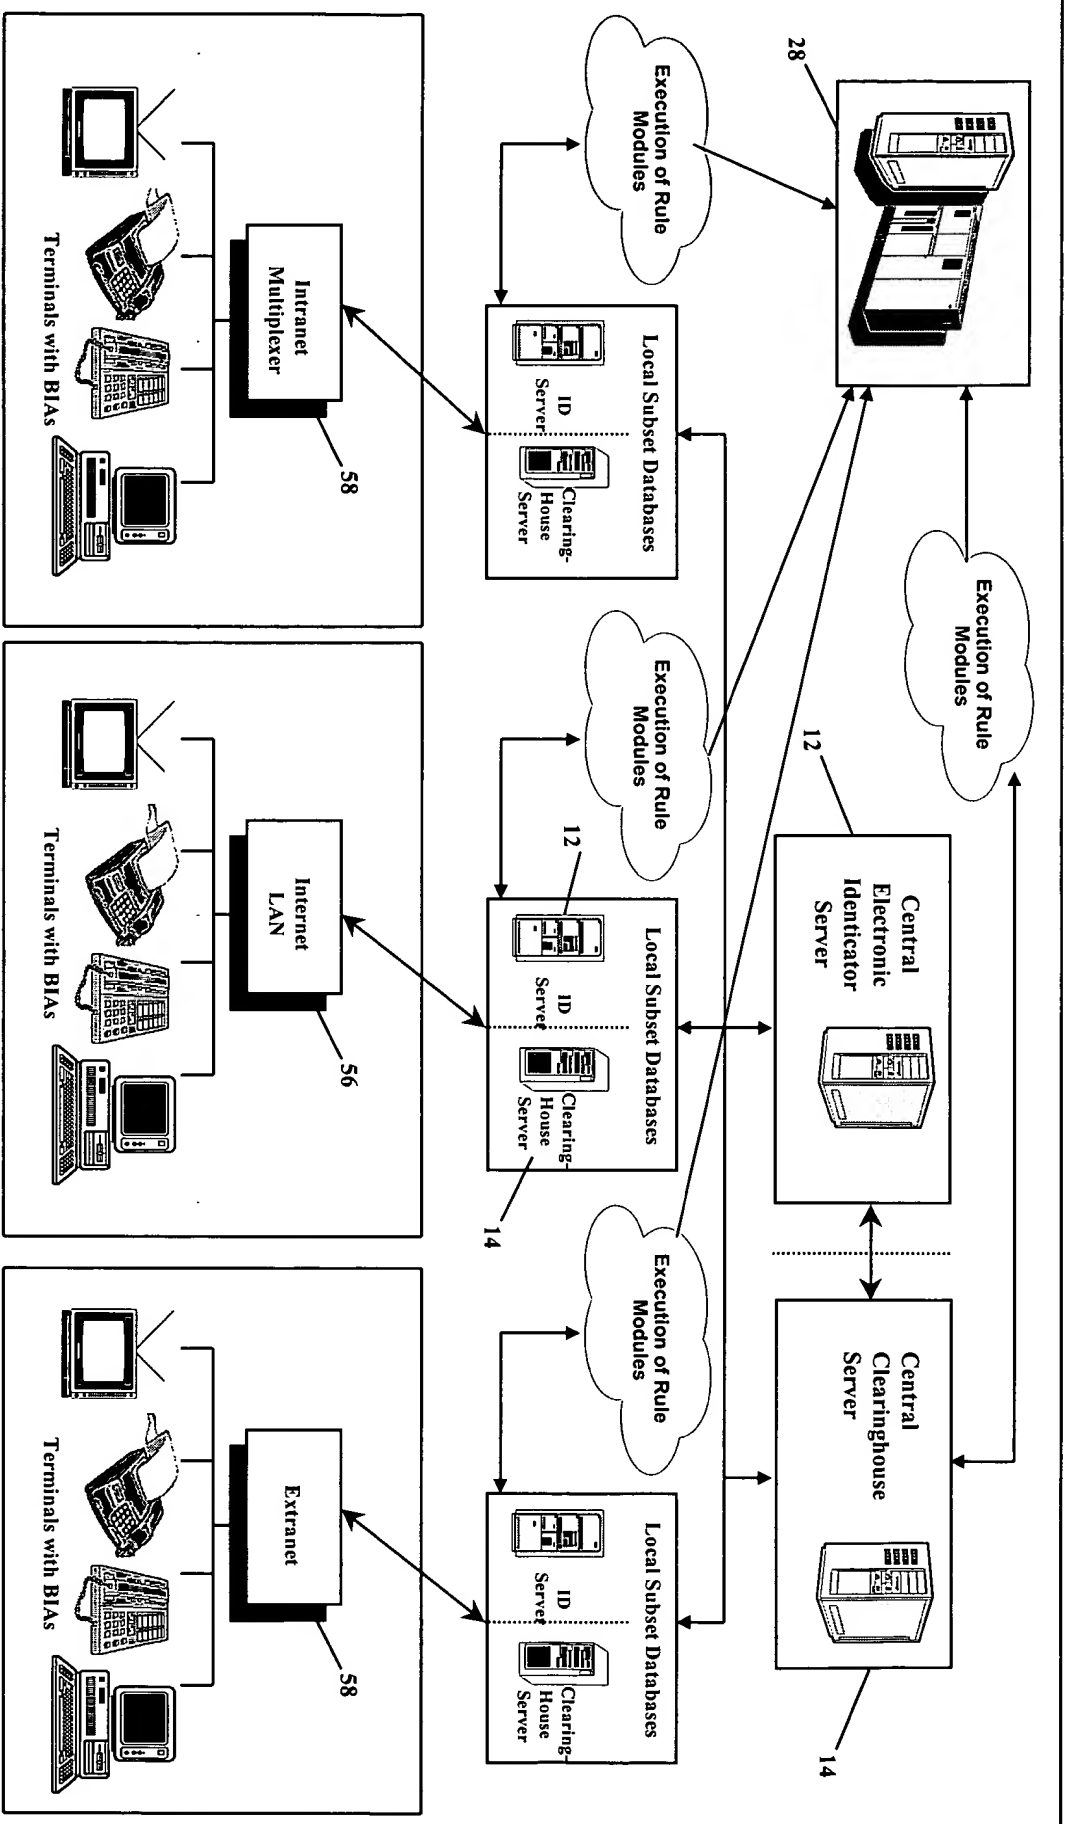 28
Execution of Rule
Modules
12
Central
Electronic
Identicator
Server
Central
Clearinghouse
Server
14
Execution of Rule
Modules
Execution of Rule
Modules
Execution of Rule
Modules
Local Subset Databases
ID
Server
Clearing-
House
Server
12
Local Subset Databases
ID
Server
Clearing-
House
Server
14
Local Subset Databases
ID
Server
Clearing-
House
Server
Intranet
Multiplexer
58
Terminals with BIAs
Internet
LAN
56
Terminals with BIAs
Extranet
58
Terminals with BIAs